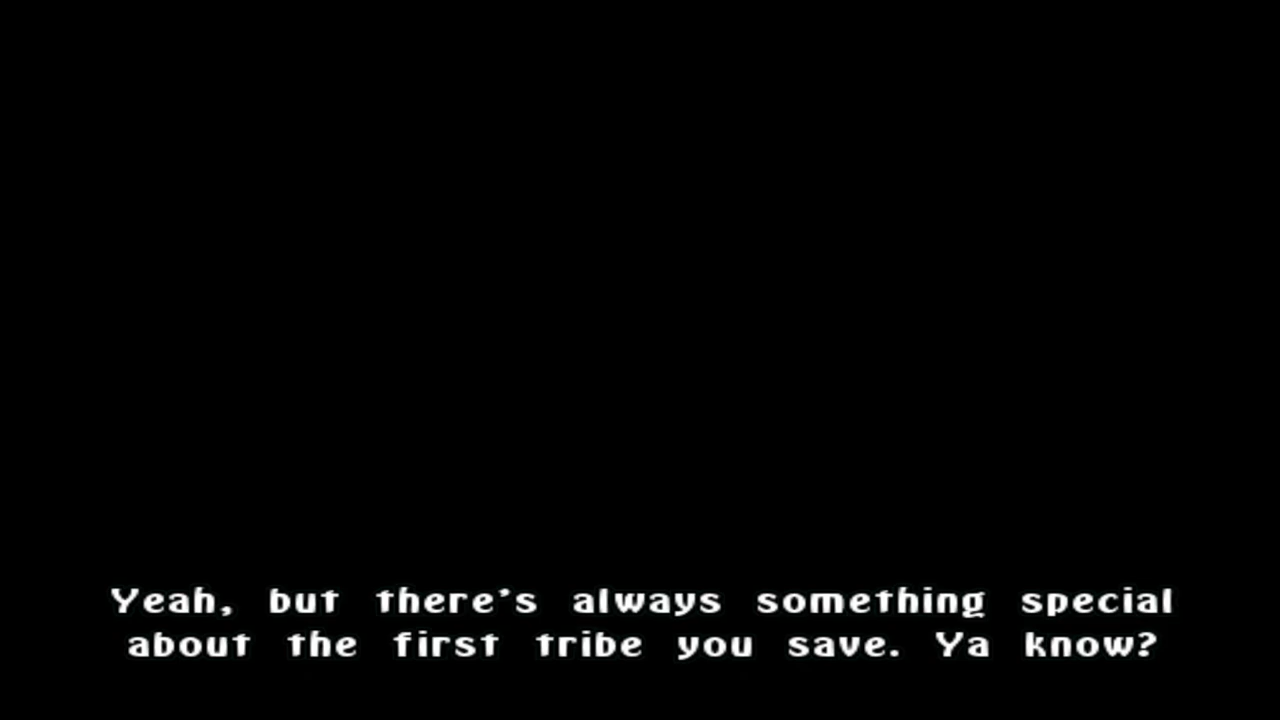 Yeah, but there's always something special
about the first tribe you save. Ya know?